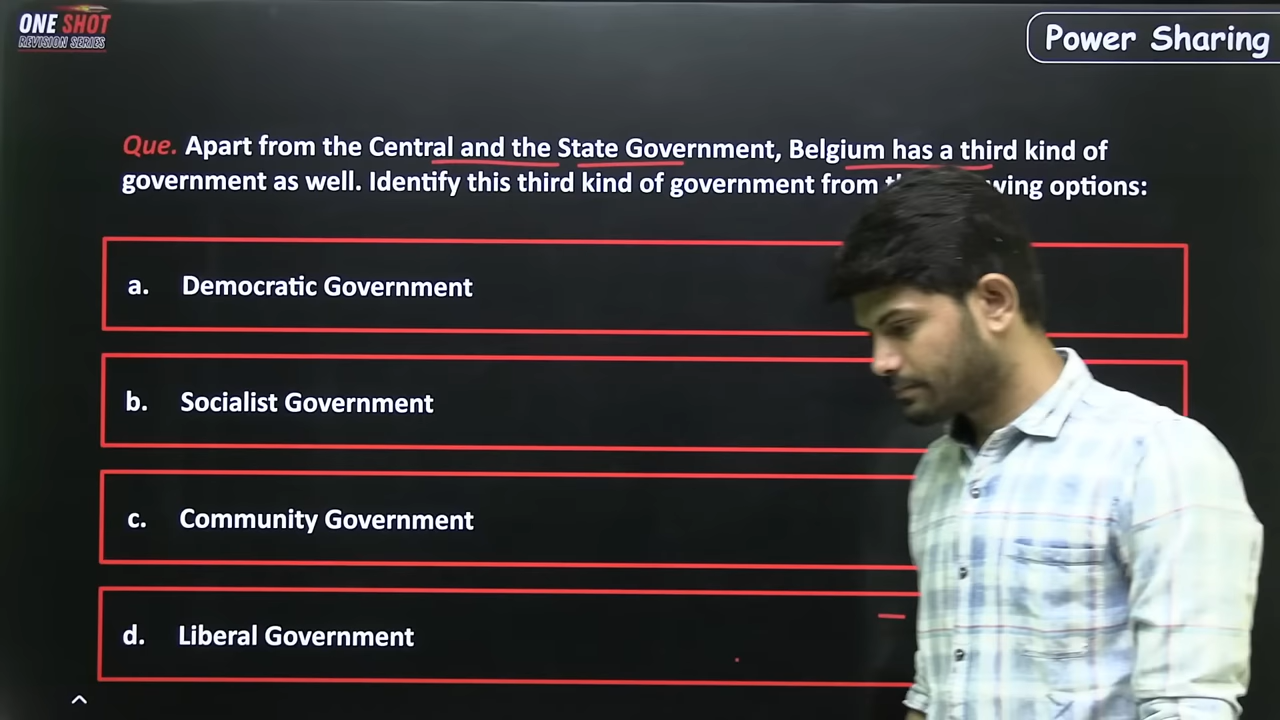 ONE SHOT
REVISION SERIES
Power Sharing
Que. Apart from the Central and the State Government, Belgium has a third kind of
government as well. Identify this third kind of government from options:
a. Democratic Government
b. Socialist Government
c. Community Government
d. Liberal Government